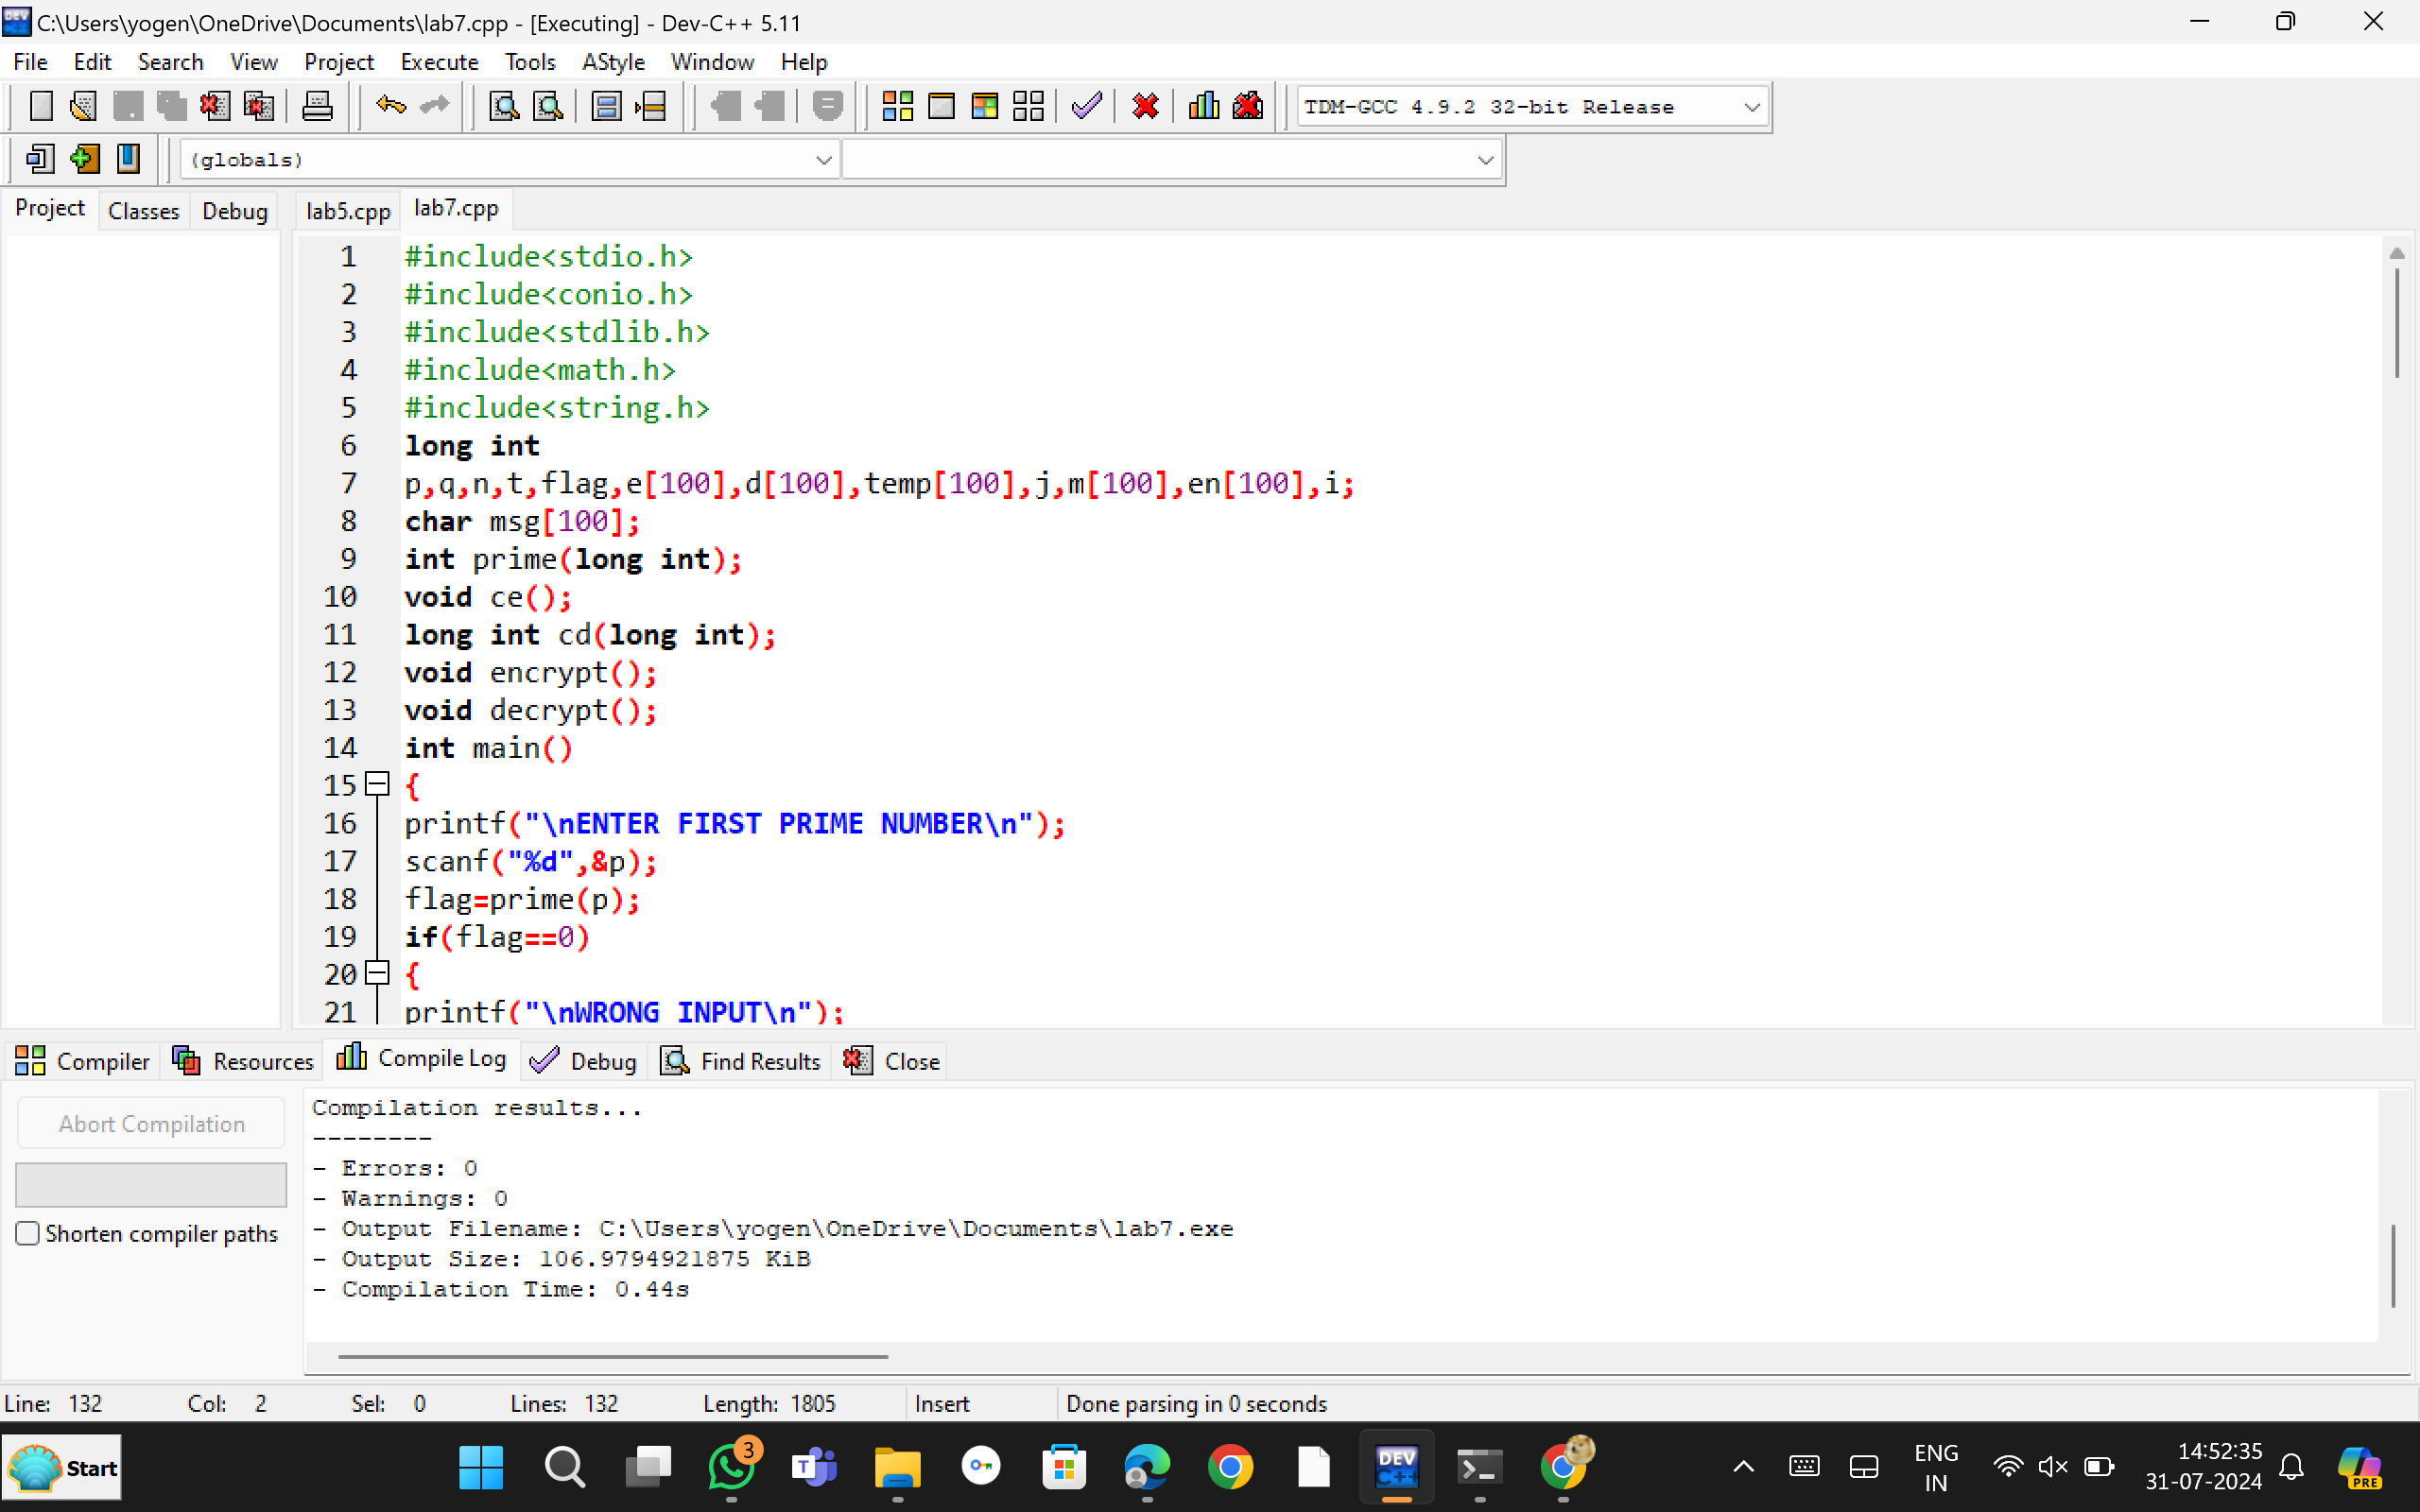 C:\Users\yogen\OneDrive\Documents\lab7.cpp - [Executing] - Dev-C++ 5.11
File Edit Search View Project Execute Tools AStyle Window Help
TDM-GCC 4.9.2 32-bit Release
(globals)
Project Classes Debug lab5.cpp lab7.cpp
1 #include<stdio.h>
2 #include<conio.h>
3 #include<stdlib.h>
4 #include<math.h>
5 #include<string.h>
6 long int
7 p,q,n,t,flag,e[100],d[100],temp[100],j,m[100],en[100],i;
8 char msg[100];
9 int prime(long int);
10 void ce();
11 long int cd(long int);
12 void encrypt();
13 void decrypt();
14 int main()
15 {
16 printf("\nENTER FIRST PRIME NUMBER\n");
17 scanf("%d",&p);
18 flag=prime(p);
19 if(flag==0)
20 {
21 printf("\nWRONG INPUT\n");
Compiler Resources Compile Log Debug Find Results Close
Abort Compilation
Shorten compiler paths
Compilation results...
--------
- Errors: 0
- Warnings: 0
- Output Filename: C:\Users\yogen\OneDrive\Documents\lab7.exe
- Output Size: 106.9794921875 KiB
- Compilation Time: 0.44s
Line: 132 Col: 2 Sel: 0 Lines: 132 Length: 1805 Insert Done parsing in 0 seconds
Start
3
T
DEV
C++
ENG
IN
14:52:35
31-07-2024
PRE